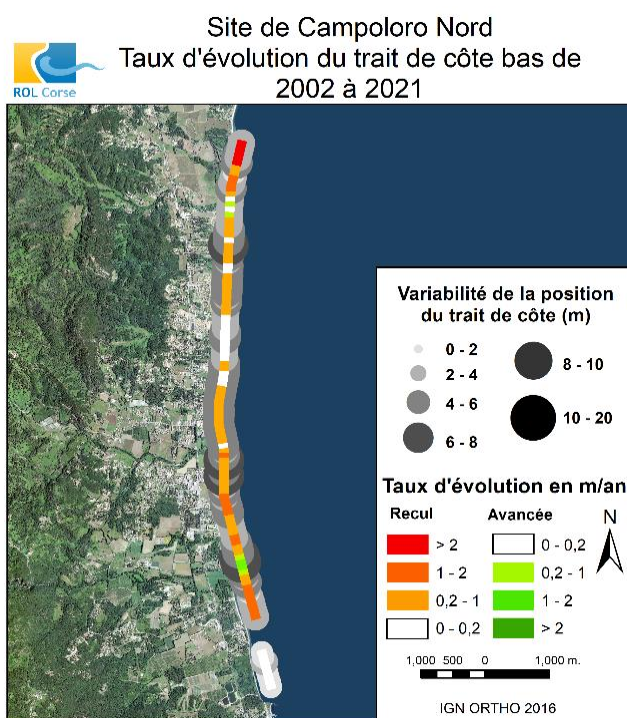 Site de Campoloro Nord
Taux d'évolution du trait de côte bas de
2002 à 2021
ROL Corse
Variabilité de la position
du trait de côte (m)
0 - 2
2 - 4
4 - 6
6 - 8
8 - 10
10 - 20
Taux d'évolution en m/an
Recul
Avancée
N
> 2
0 - 0,2
1 - 2
0,2 - 1
0,2 - 1
1 - 2
0 - 0,2
> 2
1,000 500 0 1,000 m.
IGN ORTHO 2016